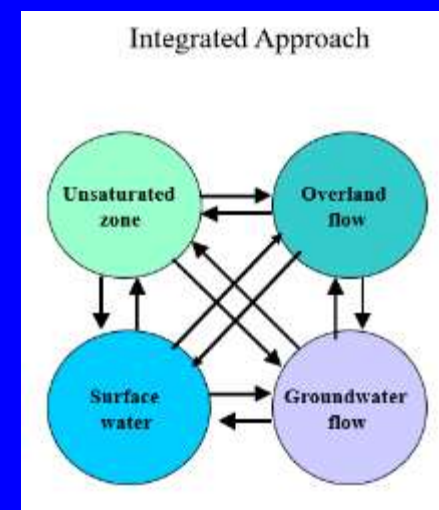 Integrated Approach
Unsaturated
zone
Overland
flow
Surface
water
Groundwater
flow